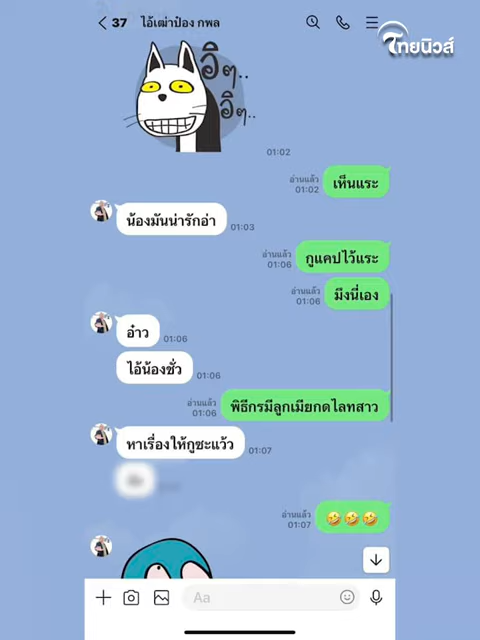 37 ไอ้เฒ่าป๋อง กพล
ไทยนิวส์
อิๆ..
อิๆ..
01:02
อ่านแล้ว
01:02
เห็นแระ
น้องมันน่ารักอ่า
01:03
อ่านแล้ว
01:06
กูแคปไว้แระ
อ่านแล้ว
01:06
มึงนี่เอง
อ๋าว
01:06
ไอ้น้องชั่ว
01:06
อ่านแล้ว
01:06
พิธีกรมีลูกเมียกดไลทสาว
หาเรื่องให้กูซะแว้ว
01:07
อ่านแล้ว
01:07
🤣🤣🤣
Aa